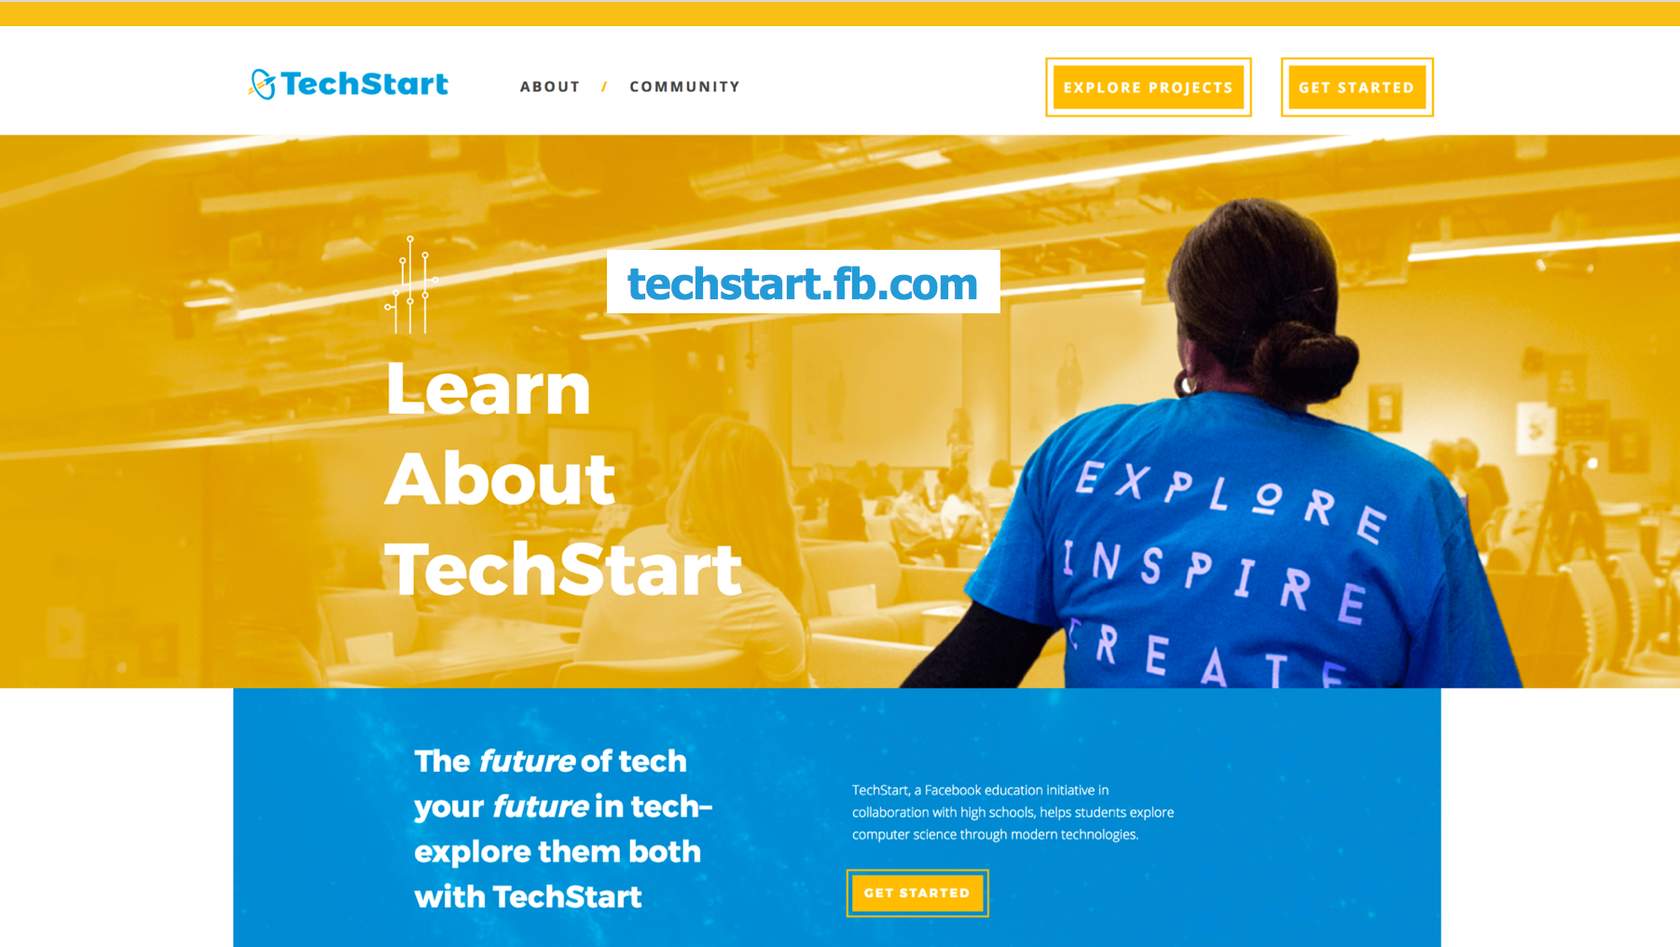 TechStart
ABOUT / COMMUNITY
EXPLORE PROJECTS
GET STARTED
techstart.fb.com
Learn
About
TechStart
EXPLORE
INSPIRE
CREATE
The future of tech
your future in tech–
explore them both
with TechStart
TechStart, a Facebook education initiative in
collaboration with high schools, helps students explore
computer science through modern technologies.
GET STARTED